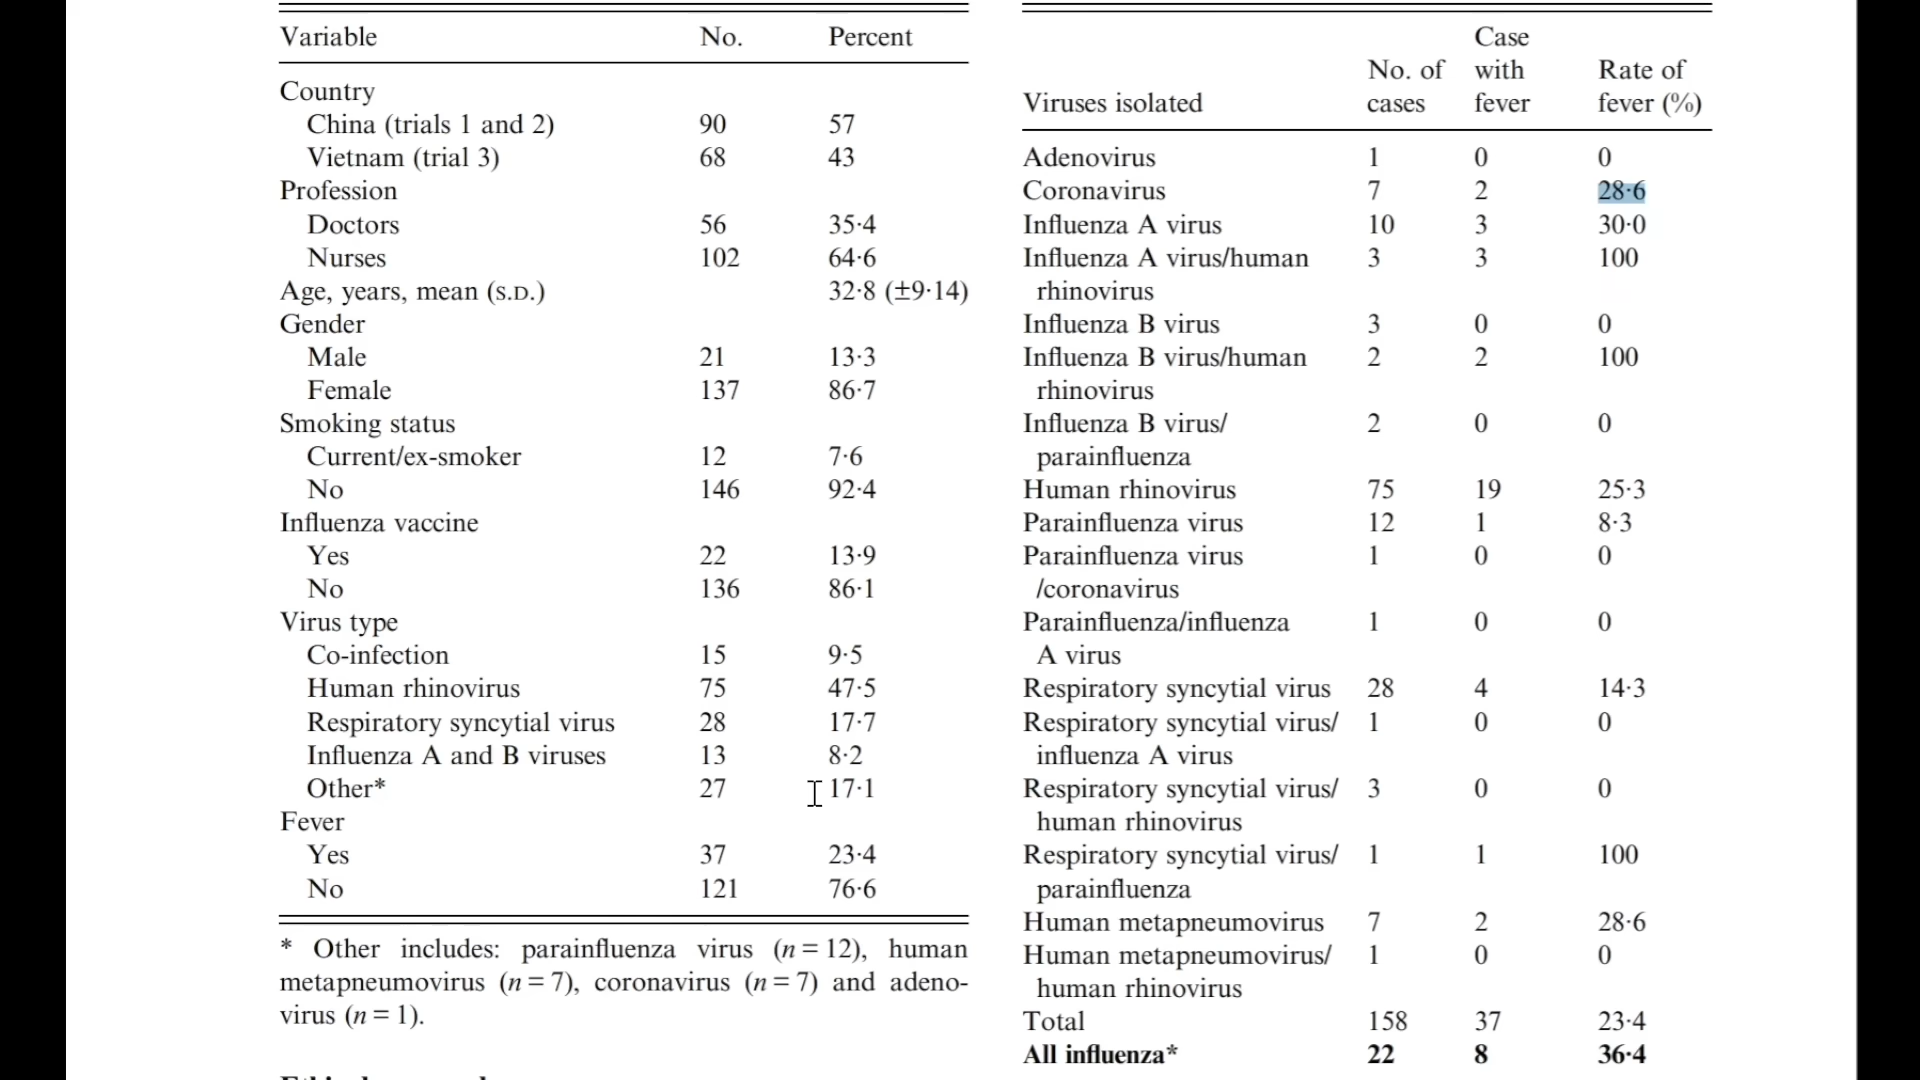 Variable No. Percent
Country
China (trials 1 and 2) 90 57
Vietnam (trial 3) 68 43
Profession
Doctors 56 35·4
Nurses 102 64·6
Age, years, mean (S.D.) 32·8 (±9·14)
Gender
Male 21 13·3
Female 137 86·7
Smoking status
Current/ex-smoker 12 7·6
No 146 92·4
Influenza vaccine
Yes 22 13·9
No 136 86·1
Virus type
Co-infection 15 9·5
Human rhinovirus 75 47·5
Respiratory syncytial virus 28 17·7
Influenza A and B viruses 13 8·2
Other* 27 17·1
Fever
Yes 37 23·4
No 121 76·6
* Other includes: parainfluenza virus (n = 12), human
metapneumovirus (n = 7), coronavirus (n = 7) and adeno-
virus (n = 1).
Case
No. of with Rate of
Viruses isolated cases fever fever (%)
Adenovirus 1 0 0
Coronavirus 7 2 28·6
Influenza A virus 10 3 30·0
Influenza A virus/human 3 3 100
rhinovirus
Influenza B virus 3 0 0
Influenza B virus/human 2 2 100
rhinovirus
Influenza B virus/ 2 0 0
parainfluenza
Human rhinovirus 75 19 25·3
Parainfluenza virus 12 1 8·3
Parainfluenza virus 1 0 0
/coronavirus
Parainfluenza/influenza 1 0 0
A virus
Respiratory syncytial virus 28 4 14·3
Respiratory syncytial virus/ 1 0 0
influenza A virus
Respiratory syncytial virus/ 3 0 0
human rhinovirus
Respiratory syncytial virus/ 1 1 100
parainfluenza
Human metapneumovirus 7 2 28·6
Human metapneumovirus/ 1 0 0
human rhinovirus
Total 158 37 23·4
All influenza* 22 8 36·4